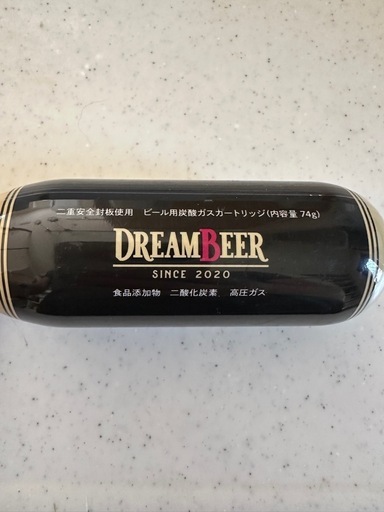 二重安全封板使用 ビール用炭酸ガスカートリッジ(内容量 74g)
DREAMBEER
SINCE 2020
食品添加物 二酸化炭素 高圧ガス